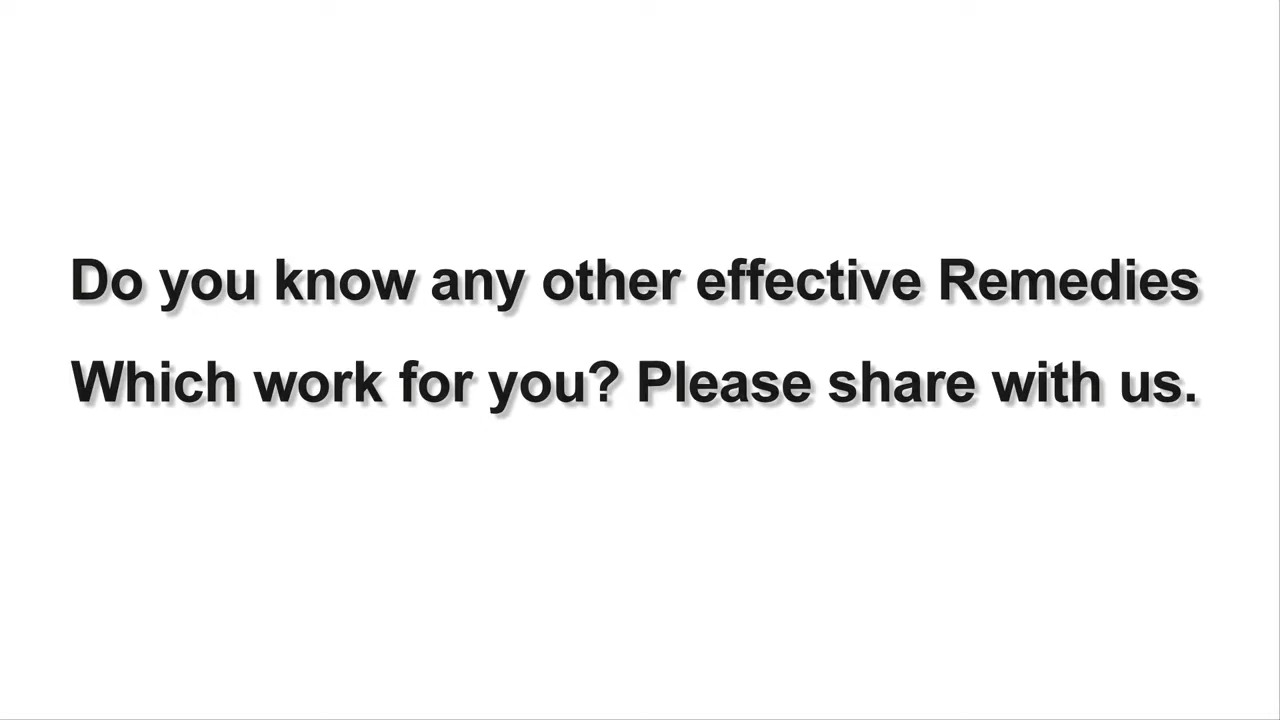 Do you know any other effective Remedies
Which work for you? Please share with us.